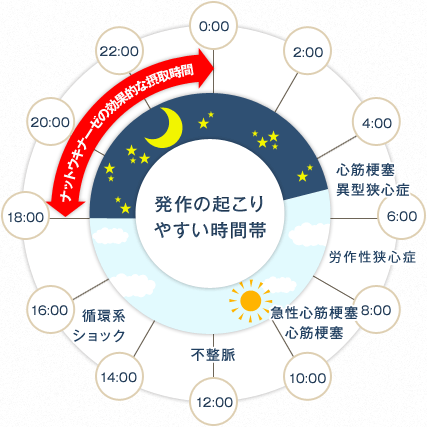 0:00
2:00
4:00
6:00
8:00
10:00
12:00
14:00
16:00
18:00
20:00
22:00
ナットウキナーゼの効果的な摂取時間
発作の起こり
やすい時間帯
心筋梗塞
異型狭心症
労作性狭心症
急性心筋梗塞
心筋梗塞
不整脈
循環系
ショック